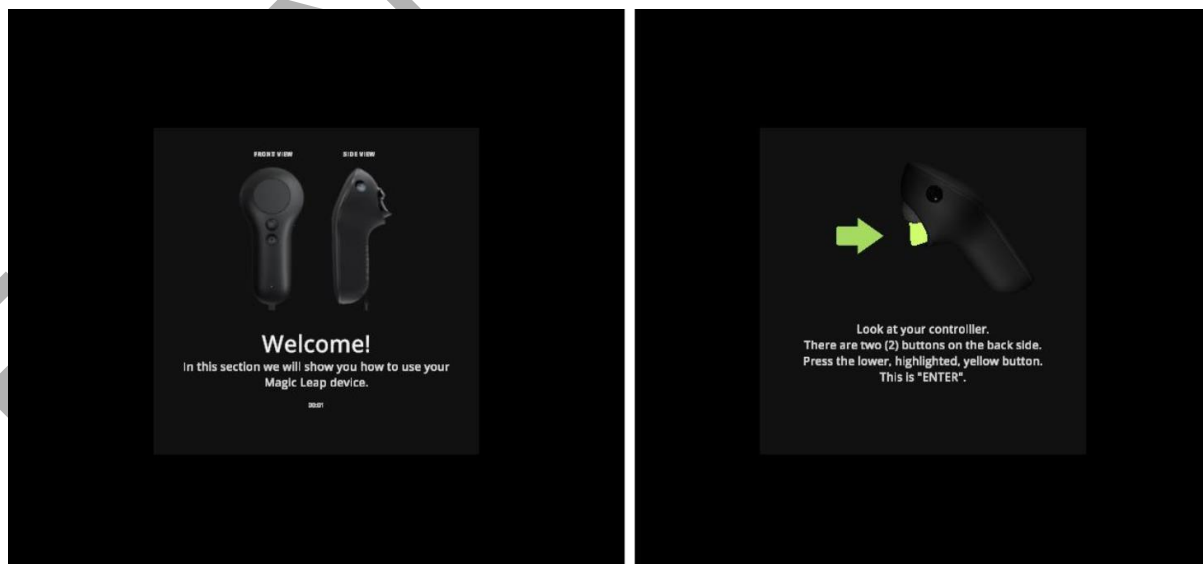 FRONT VIEW
SIDE VIEW
Welcome!
In this section we will show you how to use your
Magic Leap device.
Look at your controlller.
There are two (2) buttons on the back side.
Press the lower, highlighted, yellow button.
This is "ENTER".